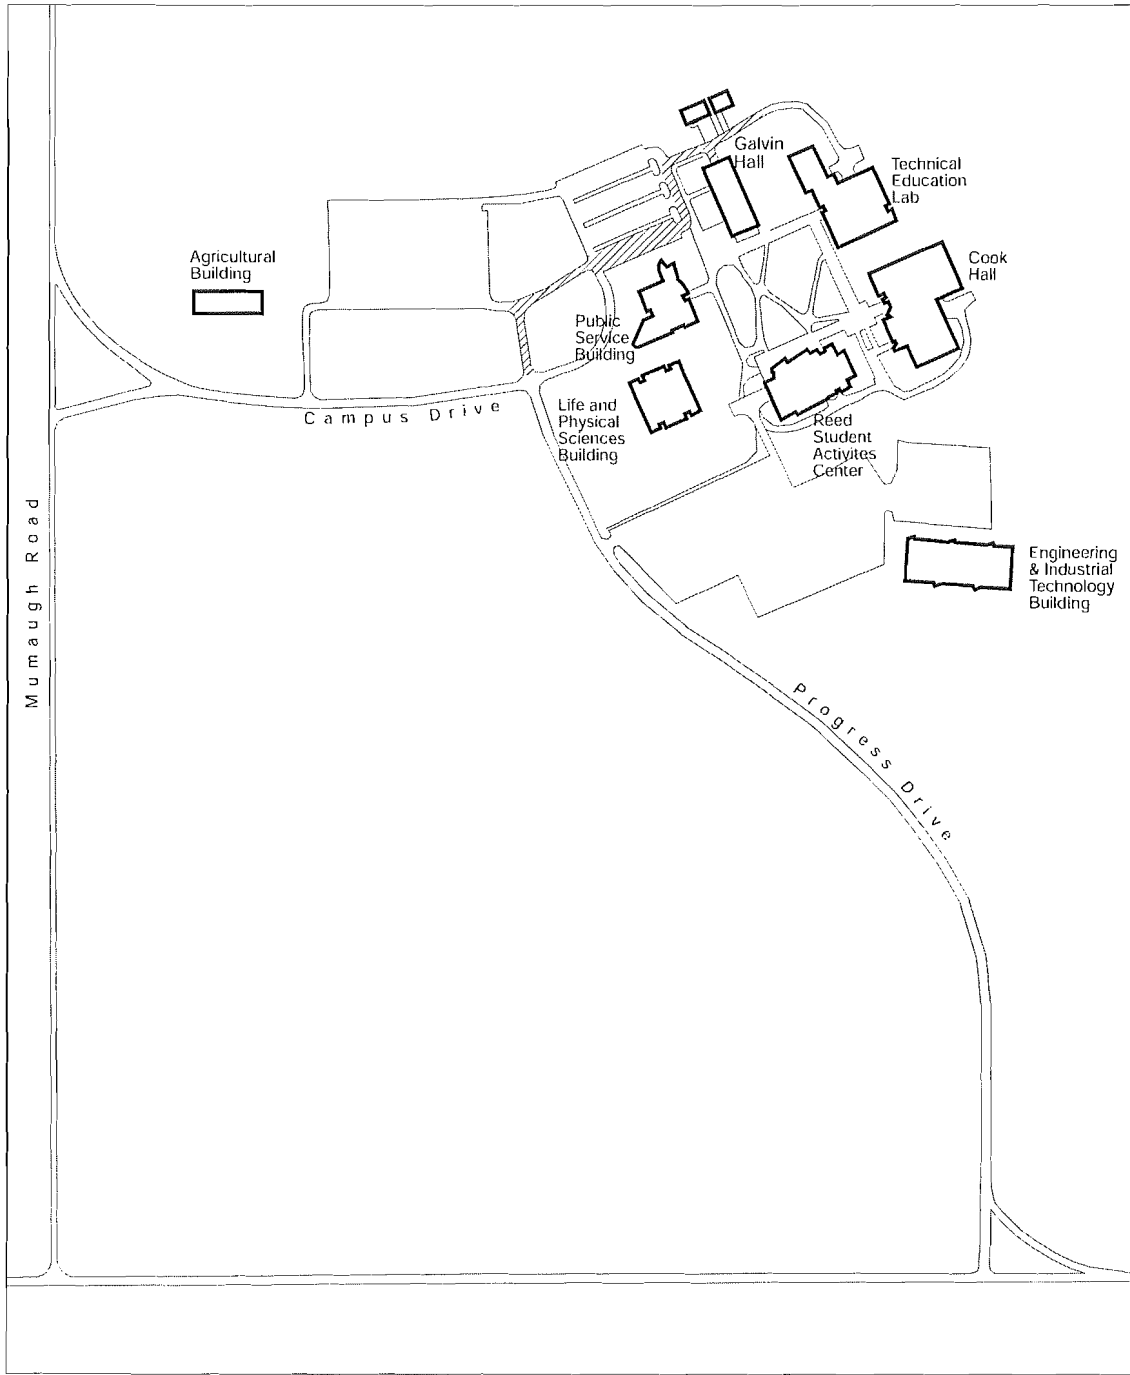 Galvin
Hall
Technical
Education
Lab
Agricultural
Building
Cook
Hall
Public
Service
Building
Campus Drive
Life and
Physical
Sciences
Building
Reed
Student
Activites
Center
Mumaugh Road
Engineering
& Industrial
Technology
Building
Progress Drive